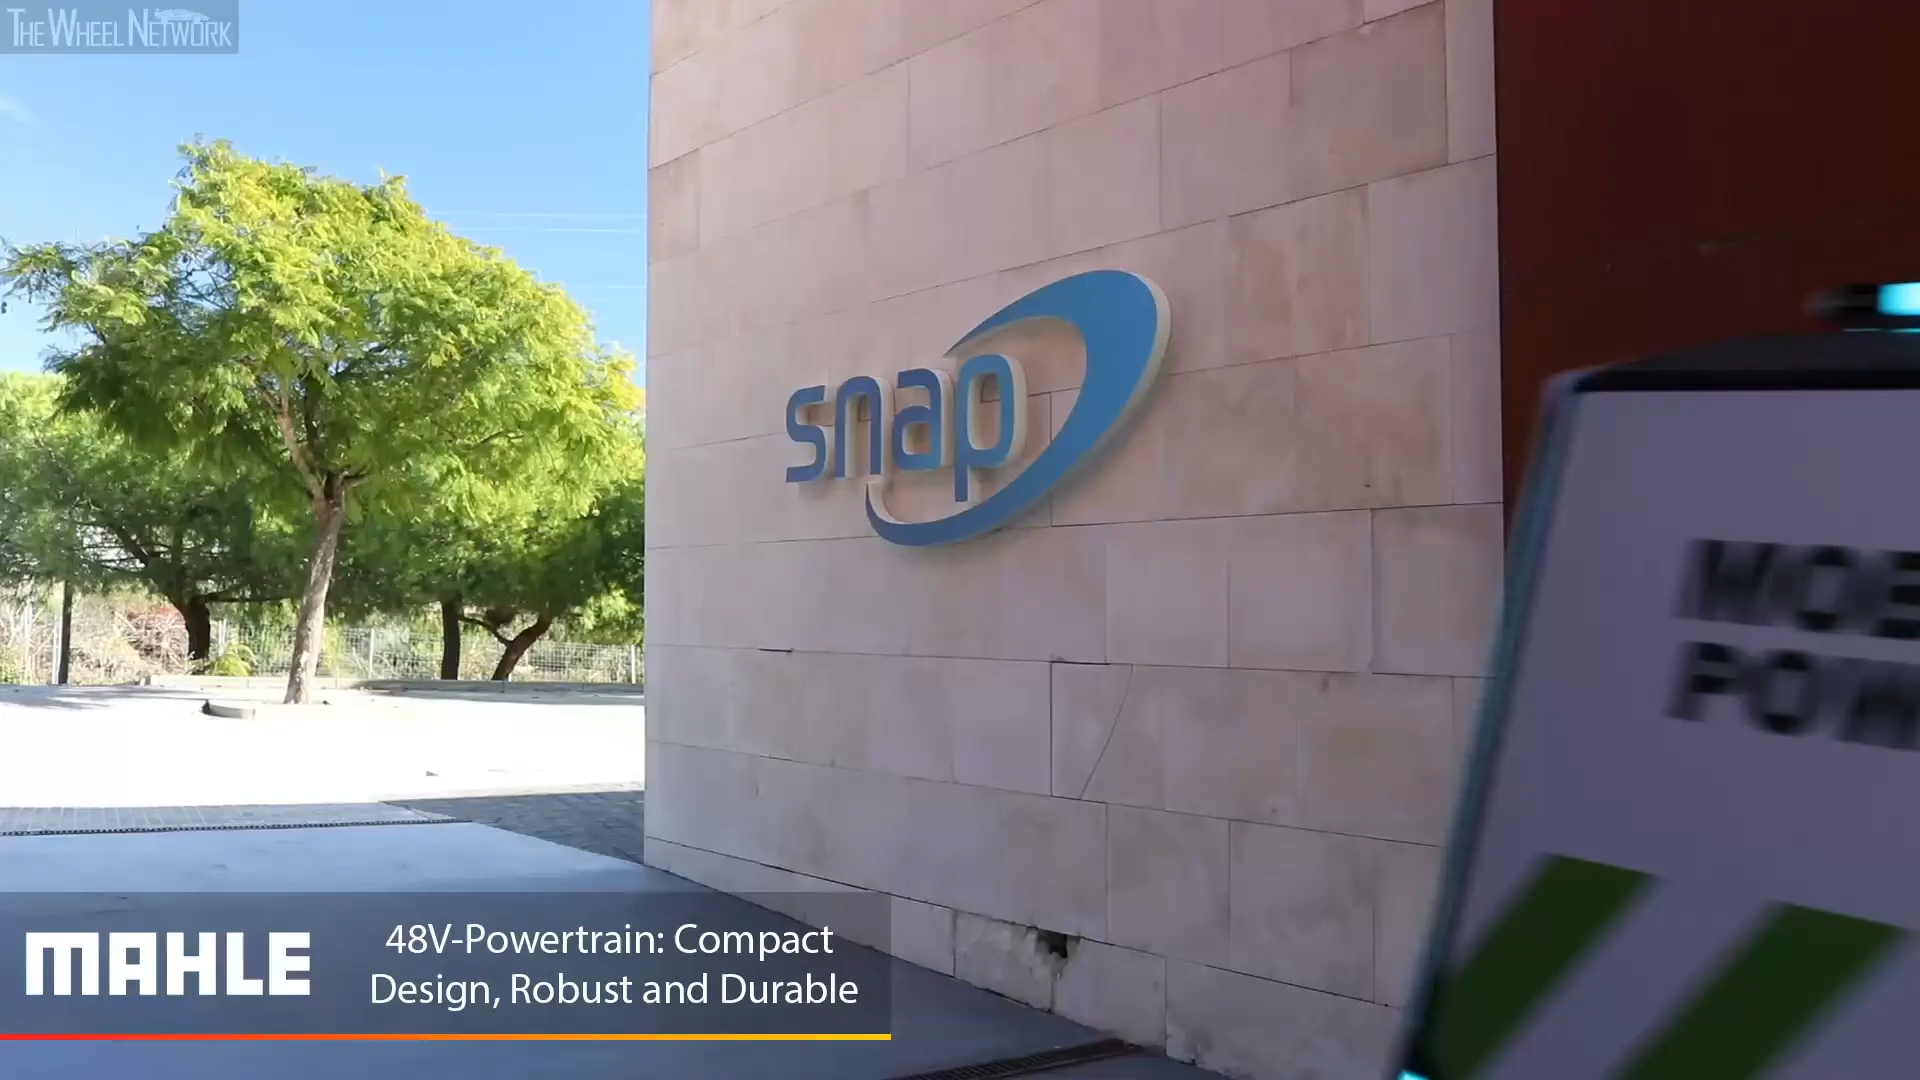 THE WHEEL NETWORK
snap
MAHLE
48V-Powertrain: Compact
Design, Robust and Durable